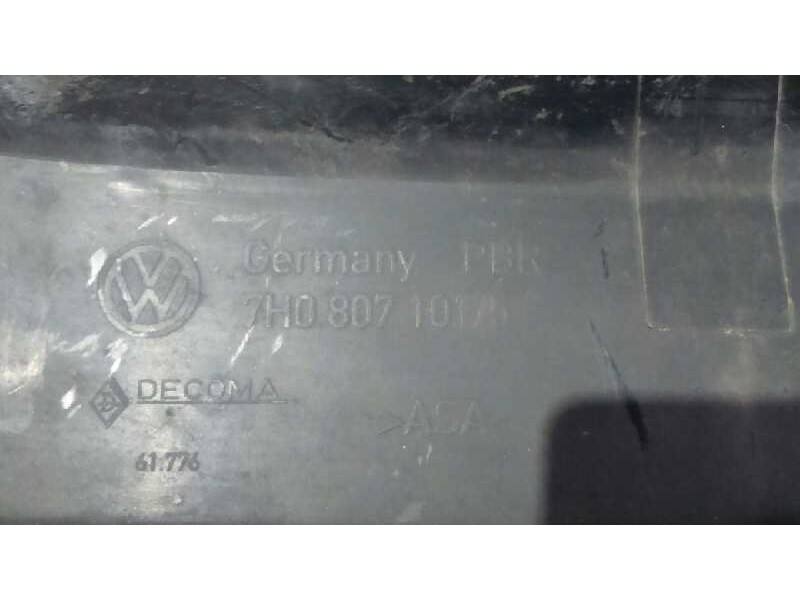 Germany PBR
7H0 807 101/
DECOMA
>ASA
61.776